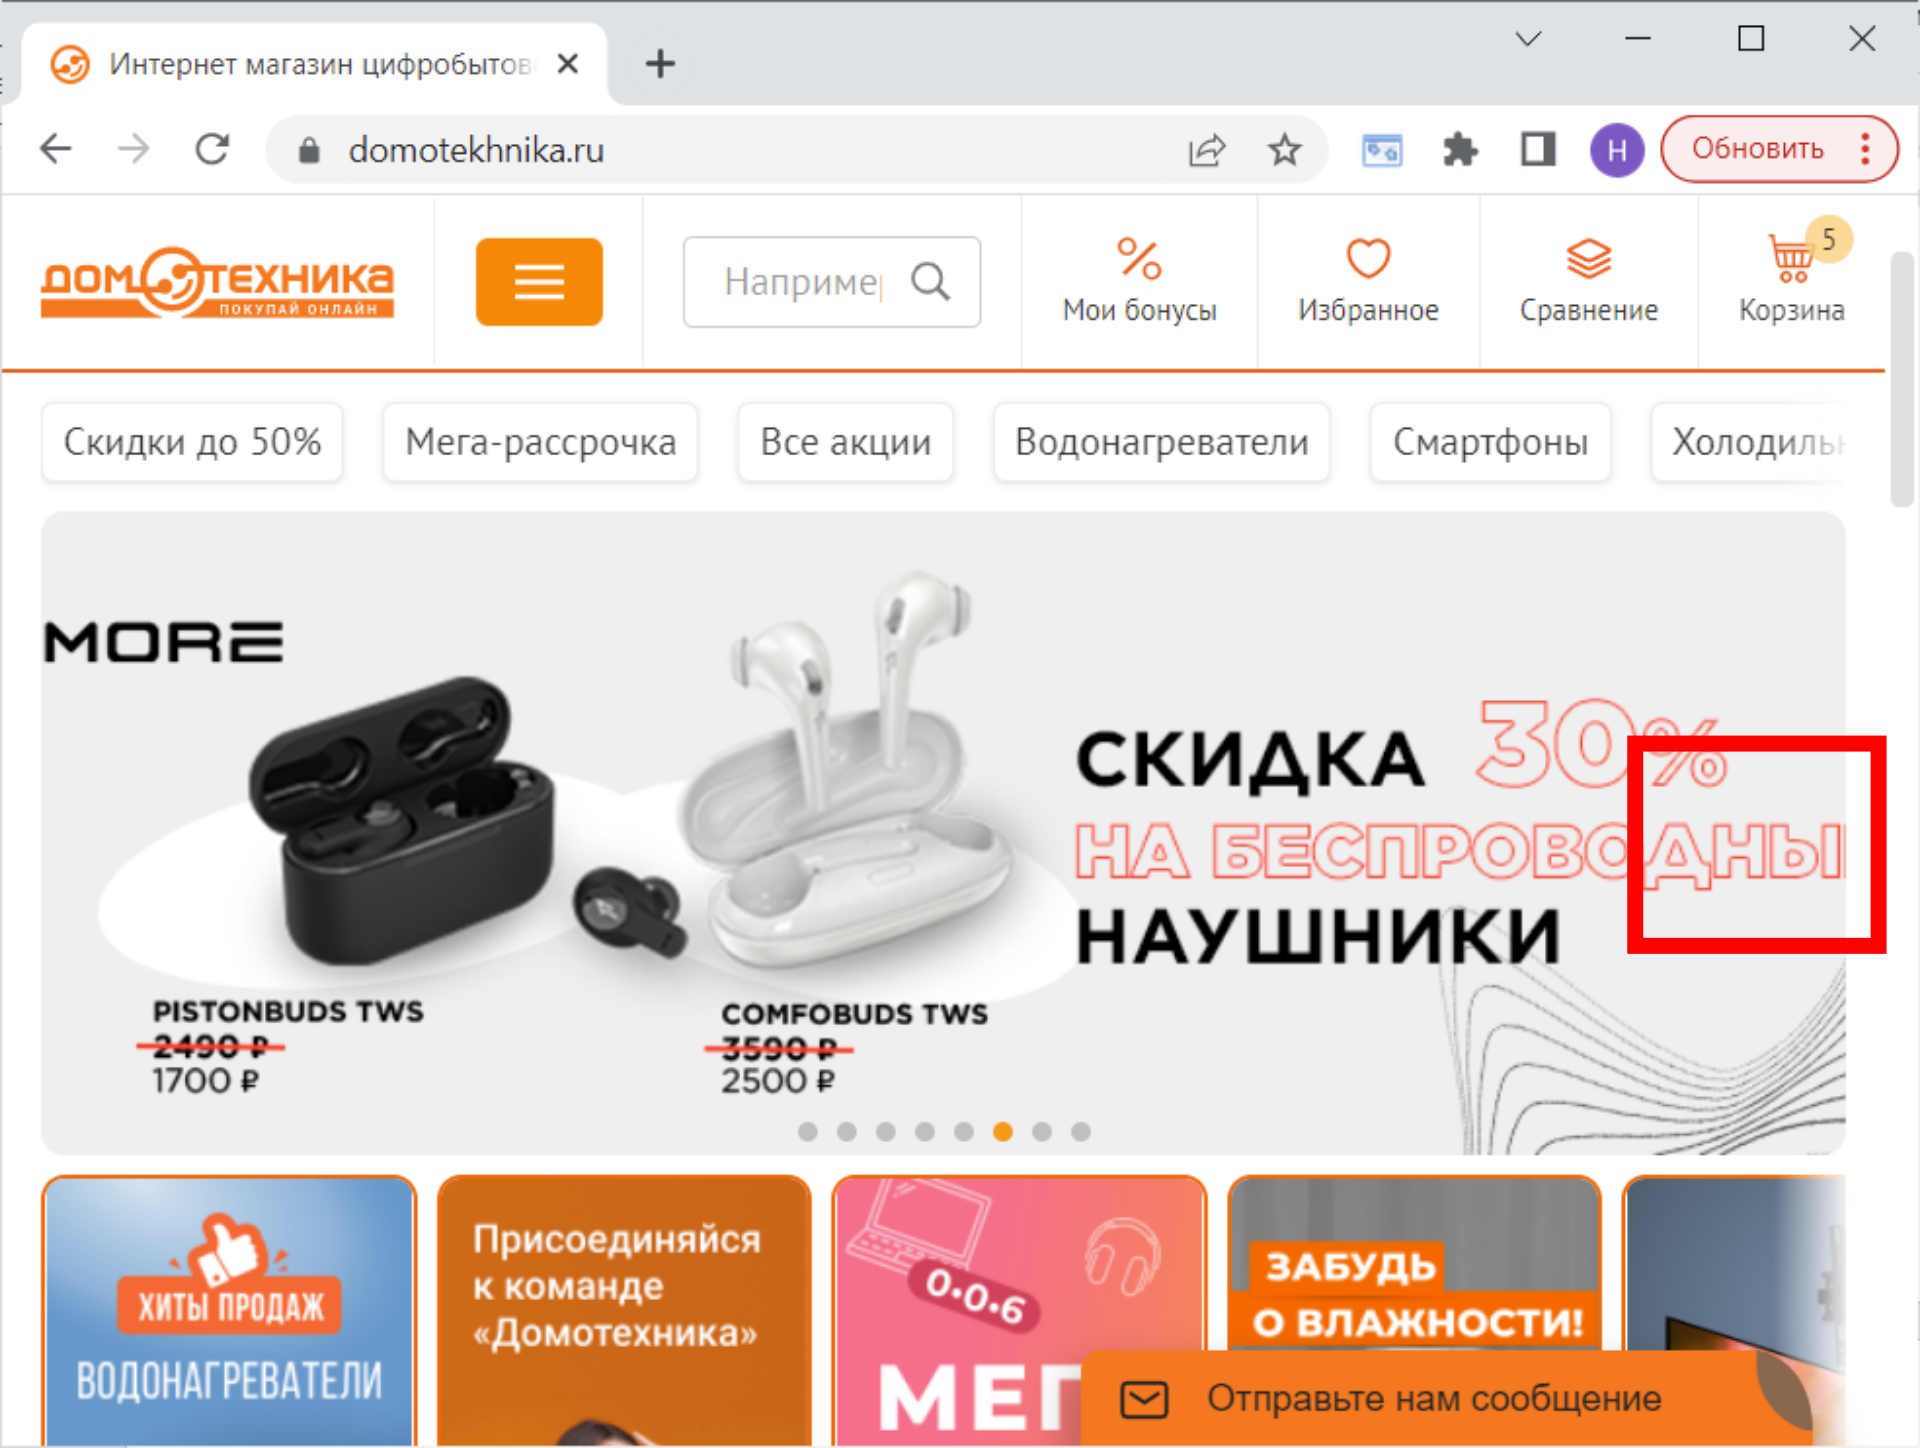 Интернет магазин цифробытов
domotekhnika.ru
Н
Обновить
ДОМОТЕХНИКА
ПОКУПАЙ ОНЛАЙН
Наприме
Мои бонусы
Избранное
Сравнение
5
Корзина
Скидки до 50%
Мега-рассрочка
Все акции
Водонагреватели
Смартфоны
Холодиль
MORE
СКИДКА 30%
НА БЕСПРОВОДНЫ
НАУШНИКИ
PISTONBUDS TWS
2490 ₽
1700 ₽
COMFOBUDS TWS
3590 ₽
2500 ₽
ХИТЫ ПРОДАЖ
ВОДОНАГРЕВАТЕЛИ
Присоединяйся
к команде
«Домотехника»
0•0•6
МЕГ
ЗАБУДЬ
О ВЛАЖНОСТИ!
Отправьте нам сообщение